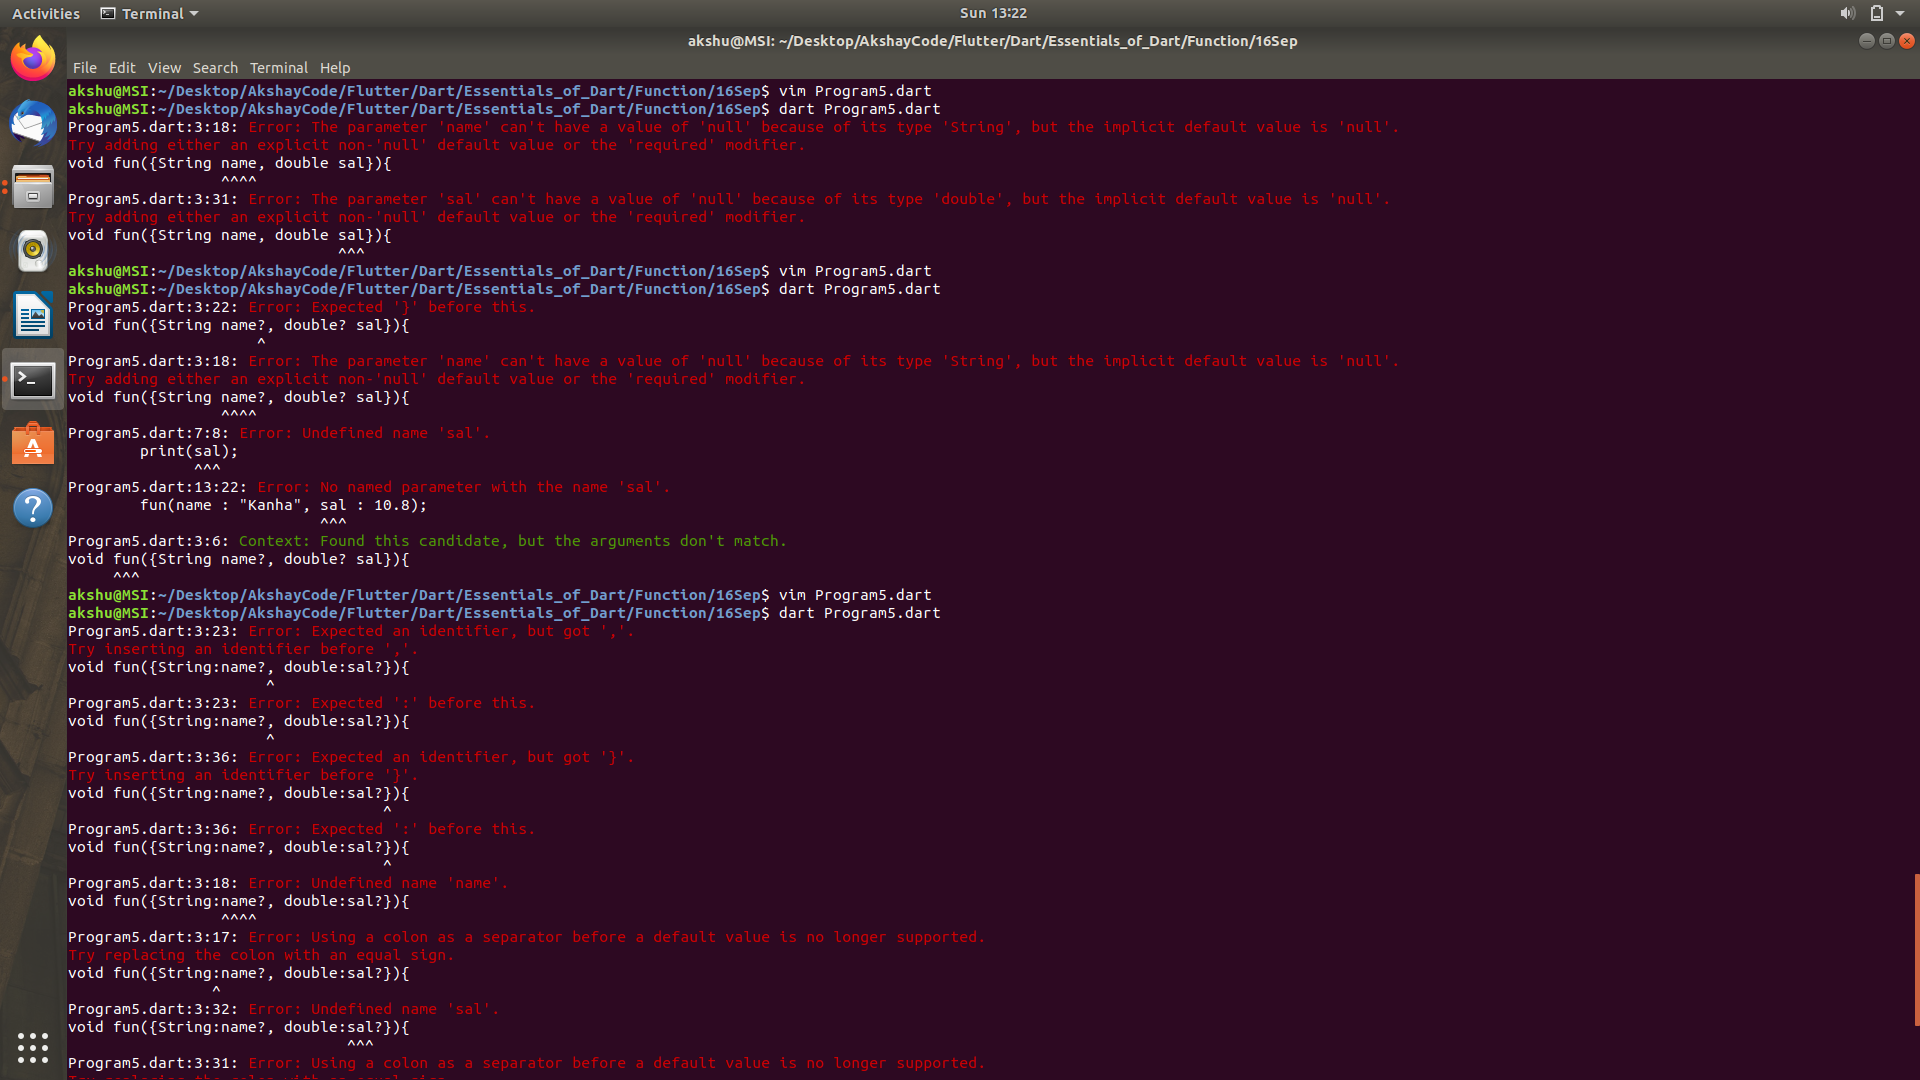 Activities Terminal Sun 13:22
akshu@MSI: ~/Desktop/AkshayCode/Flutter/Dart/Essentials_of_Dart/Function/16Sep
File Edit View Search Terminal Help
akshu@MSI:~/Desktop/AkshayCode/Flutter/Dart/Essentials_of_Dart/Function/16Sep$ vim Program5.dart
akshu@MSI:~/Desktop/AkshayCode/Flutter/Dart/Essentials_of_Dart/Function/16Sep$ dart Program5.dart
Program5.dart:3:18: Error: The parameter 'name' can't have a value of 'null' because of its type 'String', but the implicit default value is 'null'.
Try adding either an explicit non-'null' default value or the 'required' modifier.
void fun({String name, double sal}){
                 ^^^^
Program5.dart:3:31: Error: The parameter 'sal' can't have a value of 'null' because of its type 'double', but the implicit default value is 'null'.
Try adding either an explicit non-'null' default value or the 'required' modifier.
void fun({String name, double sal}){
                              ^^^
akshu@MSI:~/Desktop/AkshayCode/Flutter/Dart/Essentials_of_Dart/Function/16Sep$ vim Program5.dart
akshu@MSI:~/Desktop/AkshayCode/Flutter/Dart/Essentials_of_Dart/Function/16Sep$ dart Program5.dart
Program5.dart:3:22: Error: Expected '}' before this.
void fun({String name?, double? sal}){
                     ^
Program5.dart:3:18: Error: The parameter 'name' can't have a value of 'null' because of its type 'String', but the implicit default value is 'null'.
Try adding either an explicit non-'null' default value or the 'required' modifier.
void fun({String name?, double? sal}){
                 ^^^^
Program5.dart:7:8: Error: Undefined name 'sal'.
        print(sal);
              ^^^
Program5.dart:13:22: Error: No named parameter with the name 'sal'.
        fun(name : "Kanha", sal : 10.8);
                            ^^^
Program5.dart:3:6: Context: Found this candidate, but the arguments don't match.
void fun({String name?, double? sal}){
     ^^^
akshu@MSI:~/Desktop/AkshayCode/Flutter/Dart/Essentials_of_Dart/Function/16Sep$ vim Program5.dart
akshu@MSI:~/Desktop/AkshayCode/Flutter/Dart/Essentials_of_Dart/Function/16Sep$ dart Program5.dart
Program5.dart:3:23: Error: Expected an identifier, but got ','.
Try inserting an identifier before ','.
void fun({String:name?, double:sal?}){
                      ^
Program5.dart:3:23: Error: Expected ':' before this.
void fun({String:name?, double:sal?}){
                      ^
Program5.dart:3:36: Error: Expected an identifier, but got '}'.
Try inserting an identifier before '}'.
void fun({String:name?, double:sal?}){
                                   ^
Program5.dart:3:36: Error: Expected ':' before this.
void fun({String:name?, double:sal?}){
                                   ^
Program5.dart:3:18: Error: Undefined name 'name'.
void fun({String:name?, double:sal?}){
                 ^^^^
Program5.dart:3:17: Error: Using a colon as a separator before a default value is no longer supported.
Try replacing the colon with an equal sign.
void fun({String:name?, double:sal?}){
                ^
Program5.dart:3:32: Error: Undefined name 'sal'.
void fun({String:name?, double:sal?}){
                               ^^^
Program5.dart:3:31: Error: Using a colon as a separator before a default value is no longer supported.